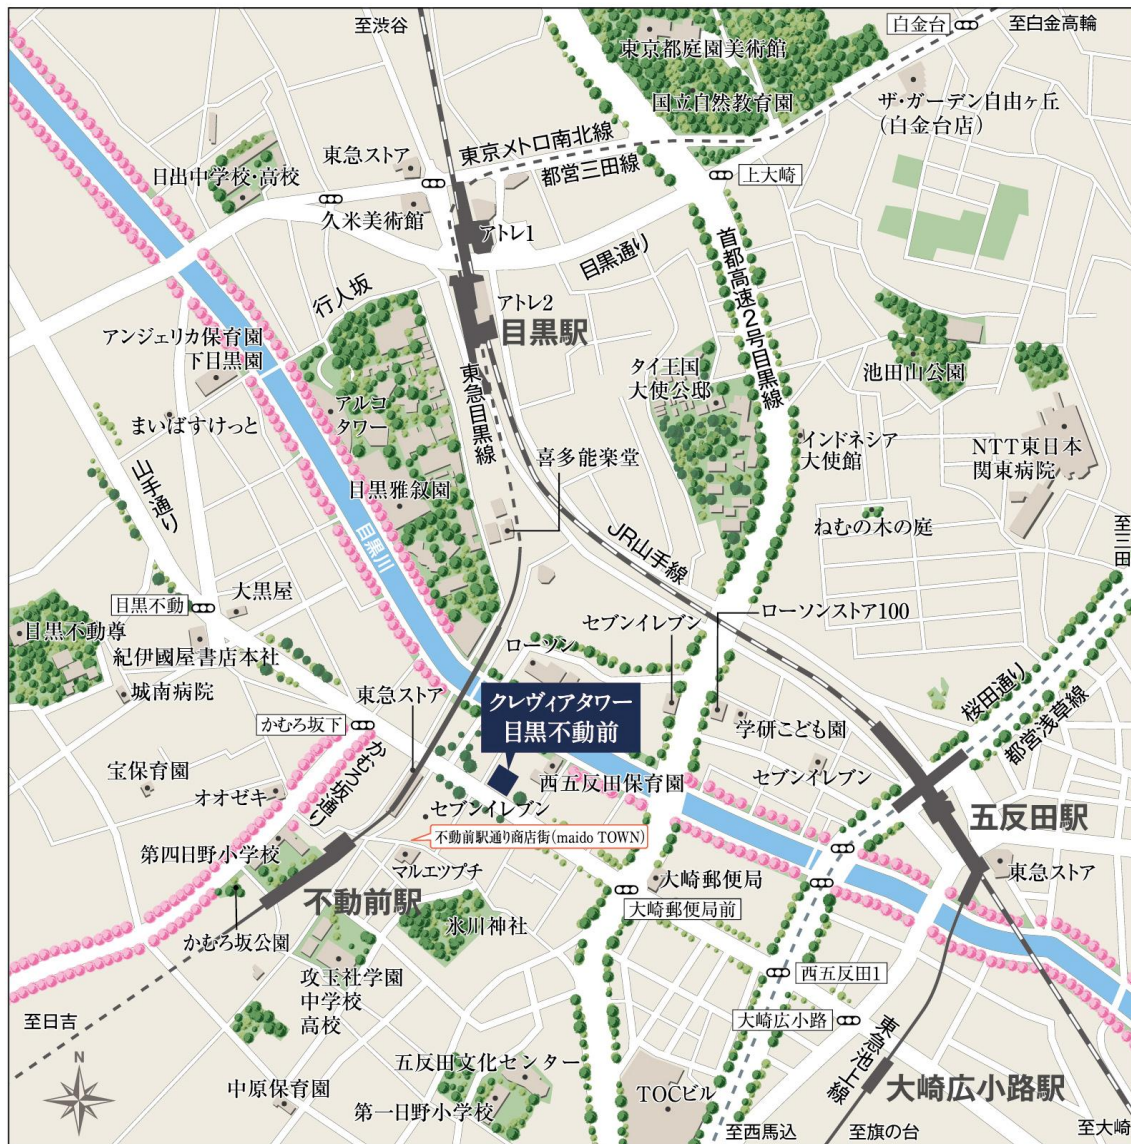 至渋谷
白金台
至白金高輪
東京都庭園美術館
国立自然教育園
ザ・ガーデン自由ヶ丘
(白金台店)
東急ストア
東京メトロ南北線
都営三田線
日出中学校・高校
上大崎
久米美術館
アトレ1
目黒通り
首都高速2号目黒線
行人坂
アトレ2
目黒駅
アンジェリカ保育園
下目黒園
タイ王国
大使公邸
池田山公園
東急目黒線
アルコ
タワー
まいばすけっと
インドネシア
大使館
NTT東日本
関東病院
喜多能楽堂
山手通り
目黒雅叙園
目黒川
JR山手線
ねむの木の庭
至三田
目黒不動
大黒屋
ローソンストア100
セブンイレブン
目黒不動尊
紀伊國屋書店本社
ローソン
城南病院
東急ストア
クレヴィアタワー
目黒不動前
桜田通り
都営浅草線
かむろ坂下
学研こども園
かむろ坂通り
宝保育園
オオゼキ
西五反田保育園
セブンイレブン
セブンイレブン
五反田駅
不動前駅通り商店街(maido TOWN)
第四日野小学校
マルエツプチ
大崎郵便局
東急ストア
不動前駅
大崎郵便局前
氷川神社
かむろ坂公園
攻玉社学園
中学校
高校
西五反田1
大崎広小路
至日吉
東急池上線
五反田文化センター
N
中原保育園
第一日野小学校
TOCビル
大崎広小路駅
至西馬込
至旗の台
至大崎